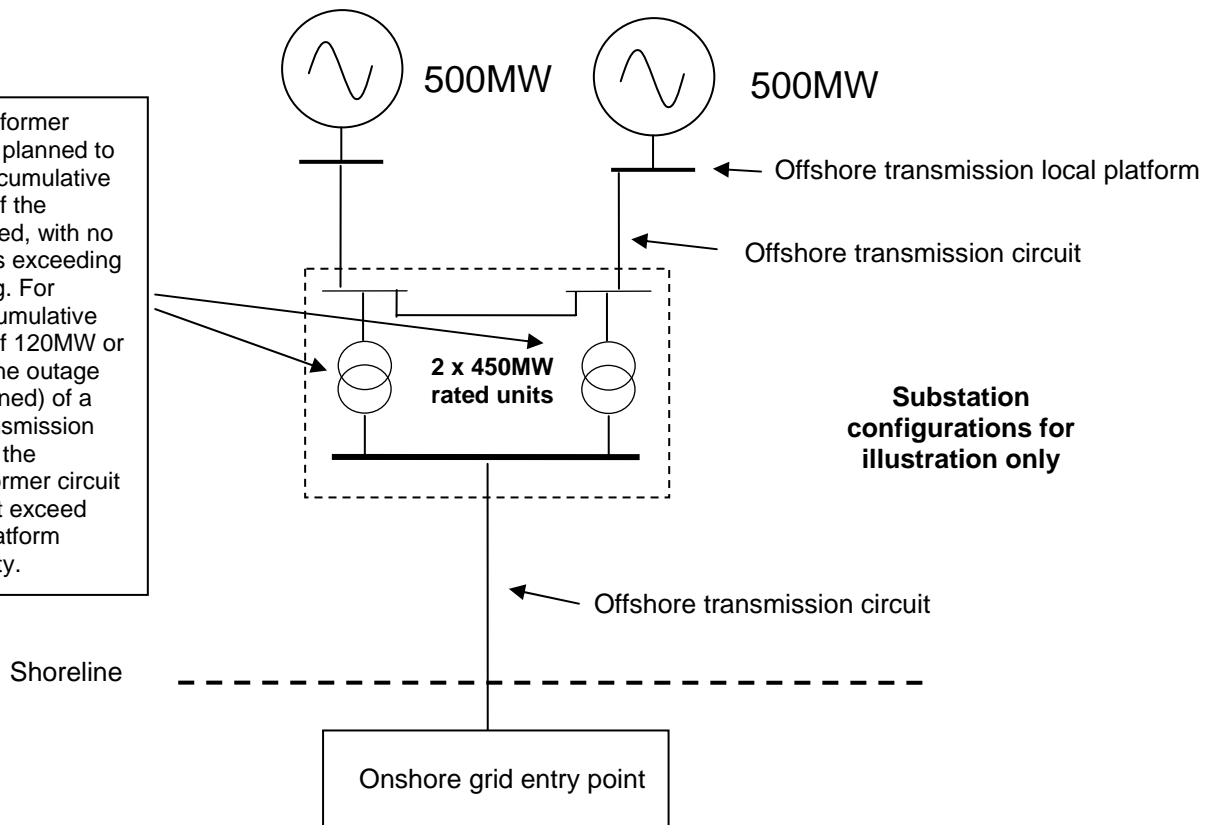 500MW
500MW
former
planned to
cumulative
f the
ed, with no
s exceeding
g. For
umulative
f 120MW or
ne outage
ned) of a
nsmission
the
ormer circuit
t exceed
atform
ty.
Offshore transmission local platform
Offshore transmission circuit
2 x 450MW
rated units
Substation
configurations for
illustration only
Offshore transmission circuit
Shoreline
Onshore grid entry point